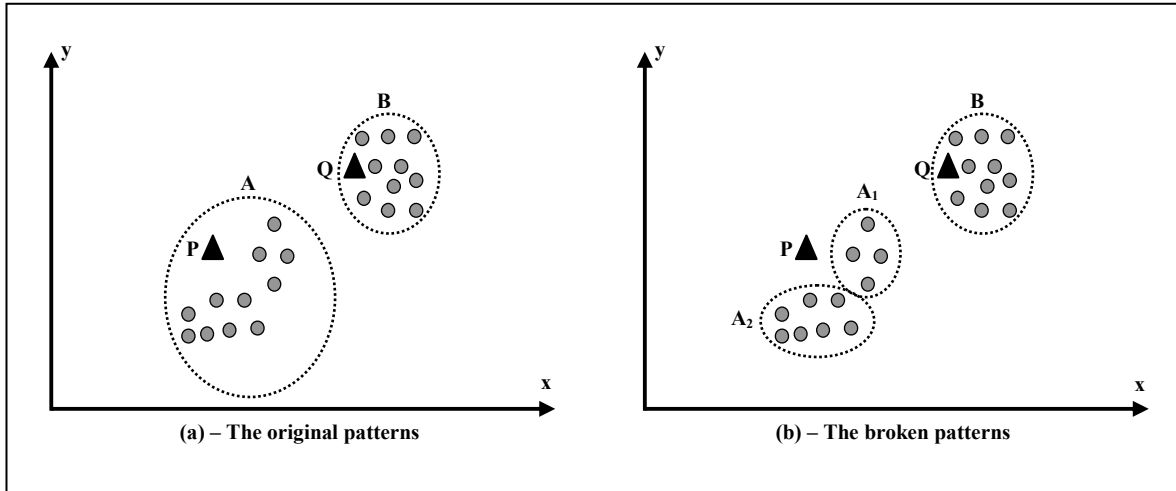 y
B
Q
A
P
x
(a) – The original patterns
y
B
Q
A₁
P
A₂
x
(b) – The broken patterns